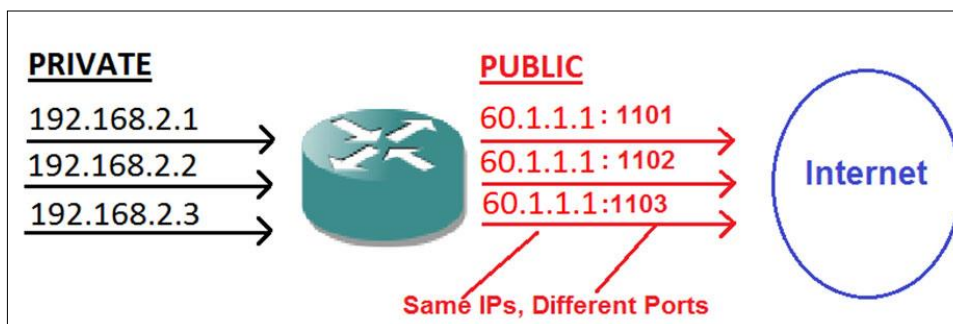 PRIVATE
192.168.2.1
192.168.2.2
192.168.2.3
PUBLIC
60.1.1.1 : 1101
60.1.1.1 : 1102
60.1.1.1 :1103
Same IPs, Different Ports
Internet